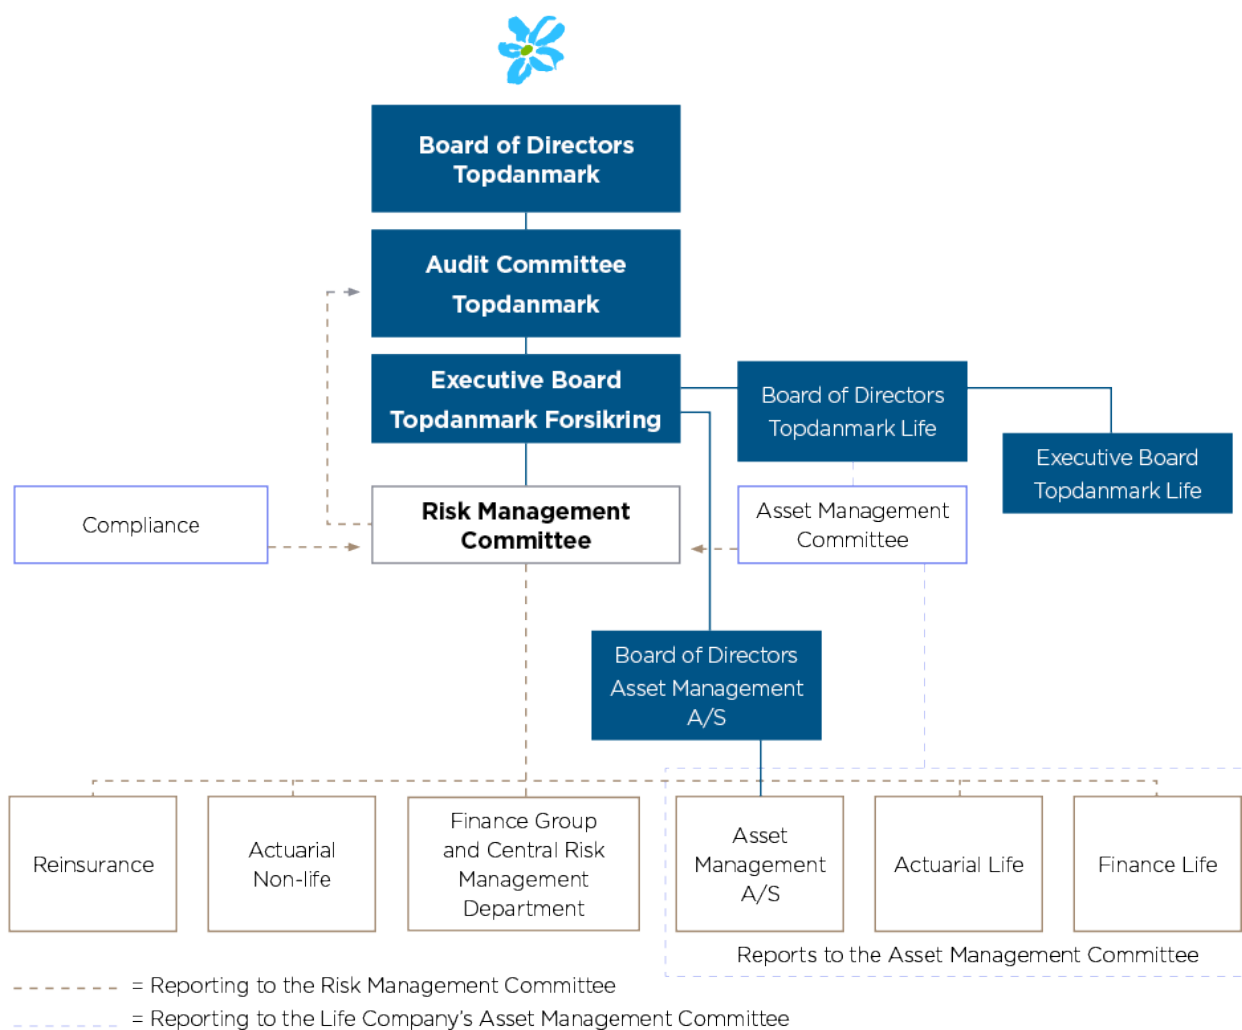 Board of Directors
Topdanmark
Audit Committee
Topdanmark
Executive Board
Topdanmark Forsikring
Board of Directors
Topdanmark Life
Executive Board
Topdanmark Life
Compliance
Risk Management
Committee
Asset Management
Committee
Board of Directors
Asset Management
A/S
Reinsurance
Actuarial
Non-life
Finance Group
and Central Risk
Management
Department
Asset
Management
A/S
Actuarial Life
Finance Life
Reports to the Asset Management Committee
= Reporting to the Risk Management Committee
= Reporting to the Life Company's Asset Management Committee